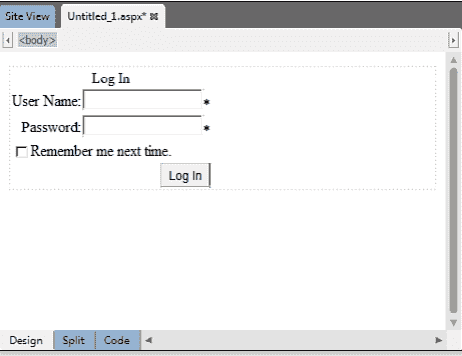 Site View Untitled_1.aspx*
<body>
Log In
User Name: *
Password: *
Remember me next time.
Log In
Design Split Code